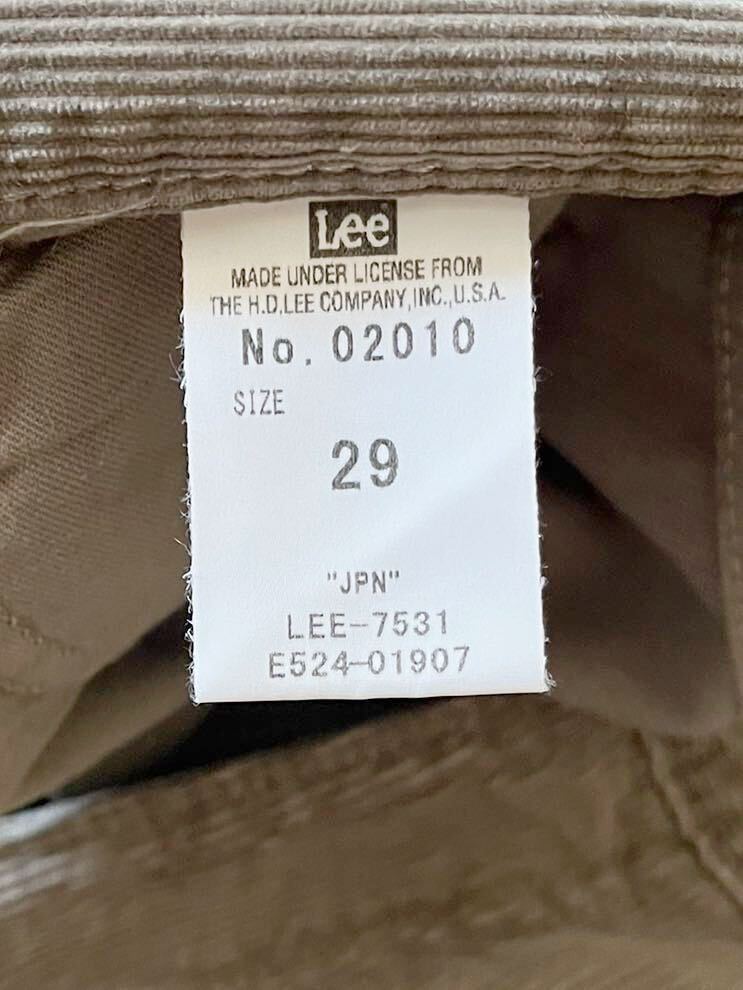 Lee
MADE UNDER LICENSE FROM
THE H.D.LEE COMPANY,INC.,U.S.A.
No. 02010
SIZE
29
"JPN"
LEE-7531
E524-01907